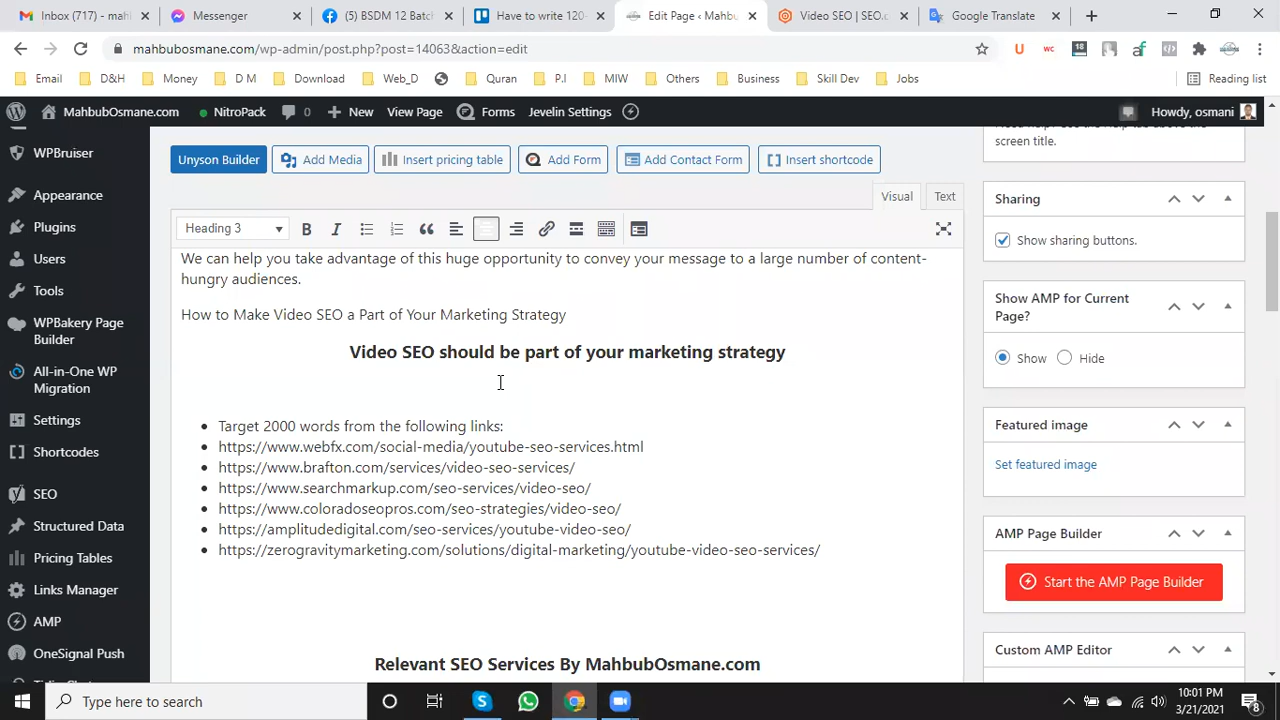 Inbox (717) - mahl
Messenger
(5) BSDM 12 Batch
Have to write 120-
Edit Page ‹ Mahbu
Video SEO | SEO.c
Google Translate
mahbubosmane.com/wp-admin/post.php?post=14063&action=edit
Email
D&H
Money
D M
Download
Web_D
Quran
P.I
MIW
Others
Business
Skill Dev
Jobs
Reading list
MahbubOsmane.com
NitroPack
0
New
View Page
Forms
Jevelin Settings
Howdy, osmani
WPBruiser
Appearance
Plugins
Users
Tools
WPBakery Page
Builder
All-in-One WP
Migration
Settings
Shortcodes
SEO
Structured Data
Pricing Tables
Links Manager
AMP
OneSignal Push
Unyson Builder
Add Media
Insert pricing table
Add Form
Add Contact Form
Insert shortcode
Visual
Text
Heading 3
We can help you take advantage of this huge opportunity to convey your message to a large number of content-
hungry audiences.
How to Make Video SEO a Part of Your Marketing Strategy
Video SEO should be part of your marketing strategy
Target 2000 words from the following links:
https://www.webfx.com/social-media/youtube-seo-services.html
https://www.brafton.com/services/video-seo-services/
https://www.searchmarkup.com/seo-services/video-seo/
https://www.coloradoseopros.com/seo-strategies/video-seo/
https://amplitudedigital.com/seo-services/youtube-video-seo/
https://zerogravitymarketing.com/solutions/digital-marketing/youtube-video-seo-services/
Relevant SEO Services By MahbubOsmane.com
screen title.
Sharing
Show sharing buttons.
Show AMP for Current
Page?
Show
Hide
Featured image
Set featured image
AMP Page Builder
Start the AMP Page Builder
Custom AMP Editor
Type here to search
10:01 PM
3/21/2021
8